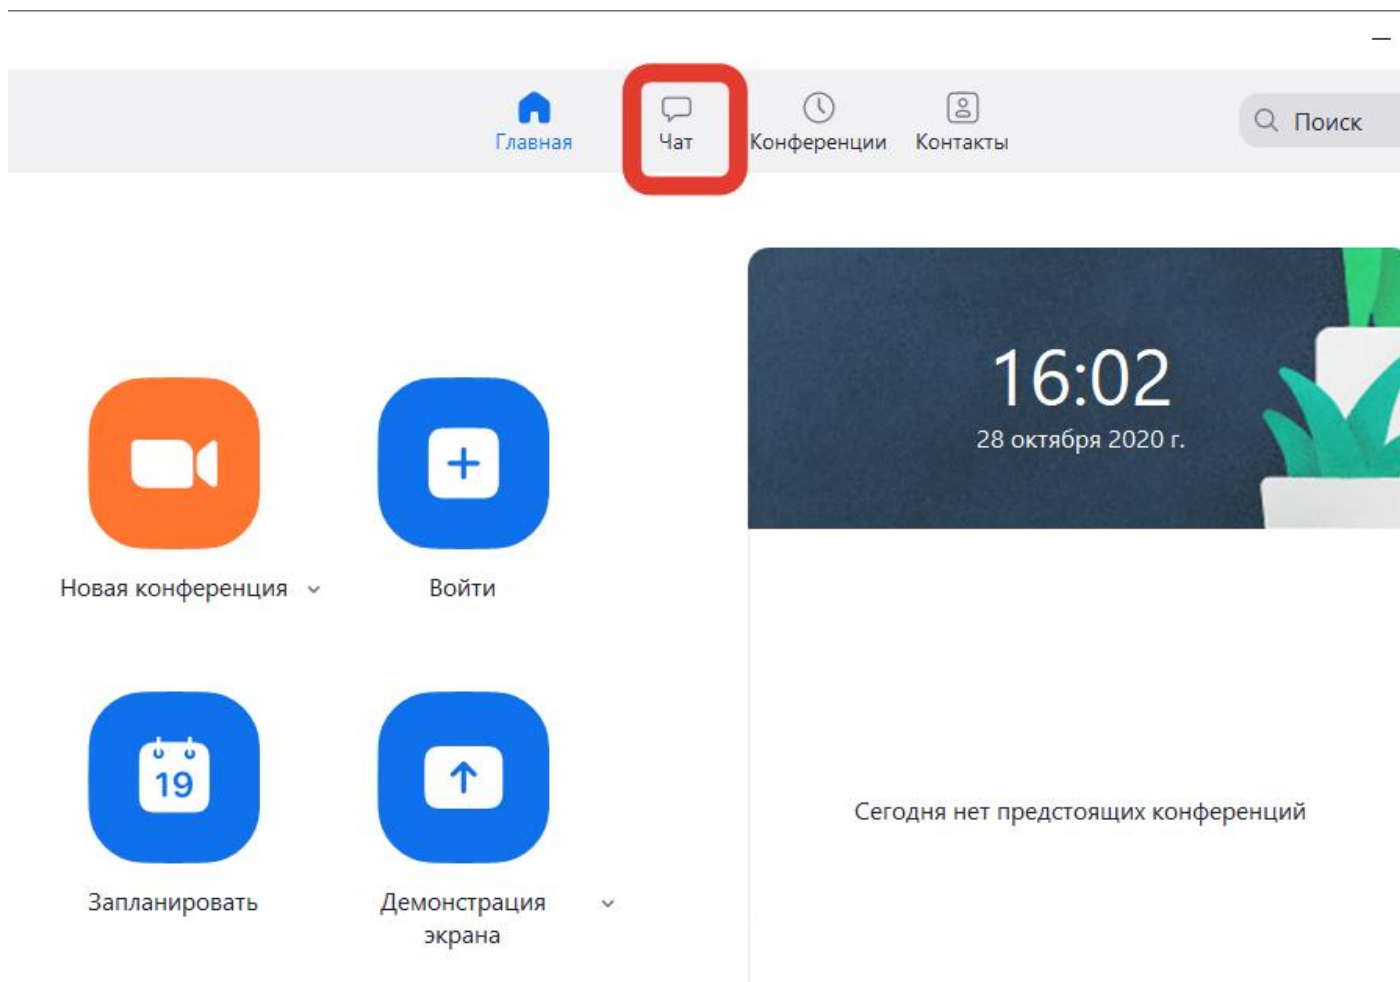 Главная
Чат
Конференции
Контакты
Поиск
16:02
28 октября 2020 г.
Новая конференция
Войти
19
Запланировать
Демонстрация
экрана
Сегодня нет предстоящих конференций